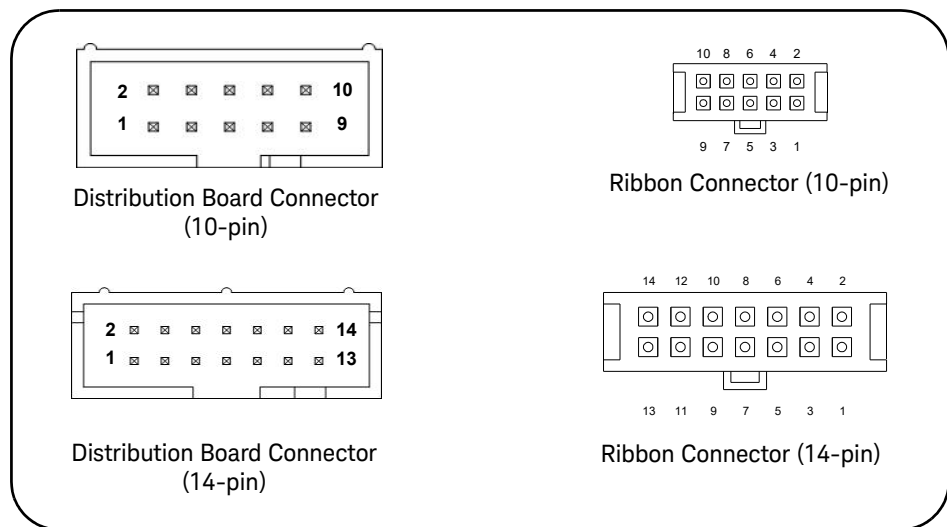 2 10
1 9
Distribution Board Connector
(10-pin)
10 8 6 4 2
9 7 5 3 1
Ribbon Connector (10-pin)
2 14
1 13
Distribution Board Connector
(14-pin)
14 12 10 8 6 4 2
13 11 9 7 5 3 1
Ribbon Connector (14-pin)